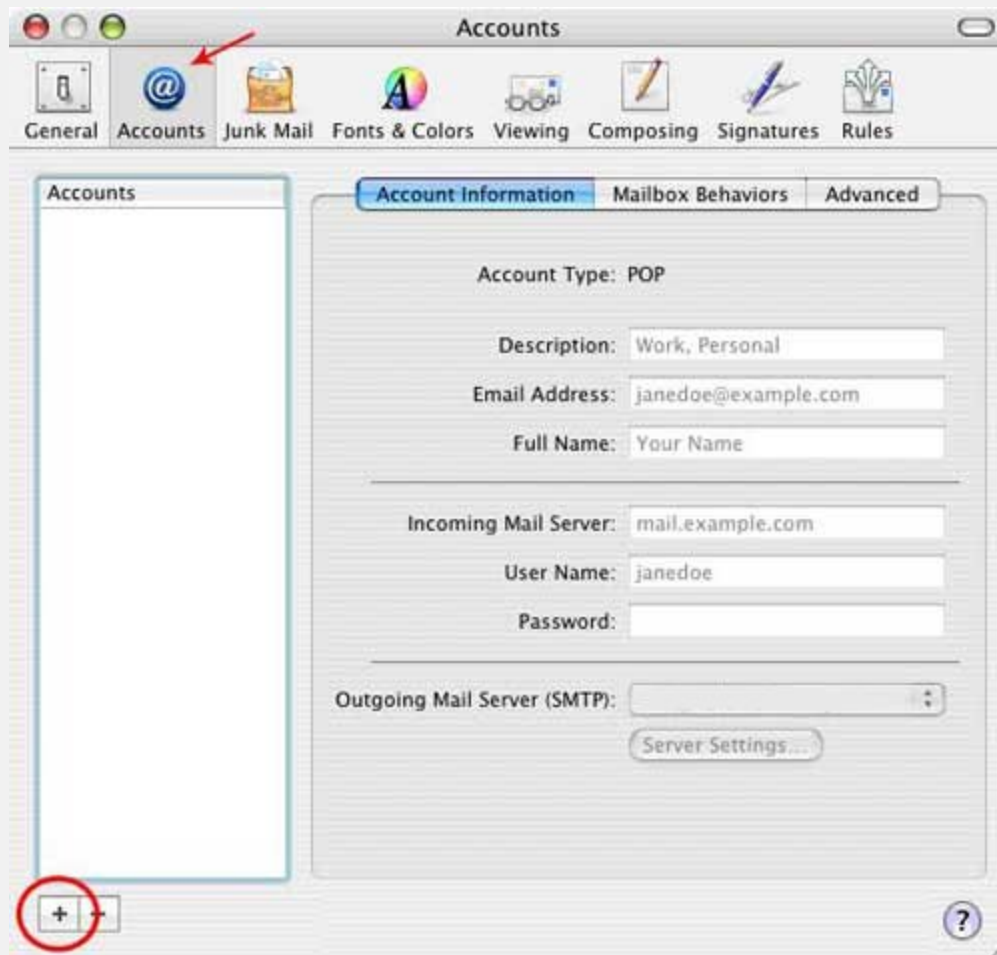 Accounts
General Accounts Junk Mail Fonts & Colors Viewing Composing Signatures Rules
Accounts
Account Information Mailbox Behaviors Advanced
Account Type: POP
Description: Work, Personal
Email Address: janedoe@example.com
Full Name: Your Name
Incoming Mail Server: mail.example.com
User Name: janedoe
Password:
Outgoing Mail Server (SMTP):
Server Settings...
+ -
?